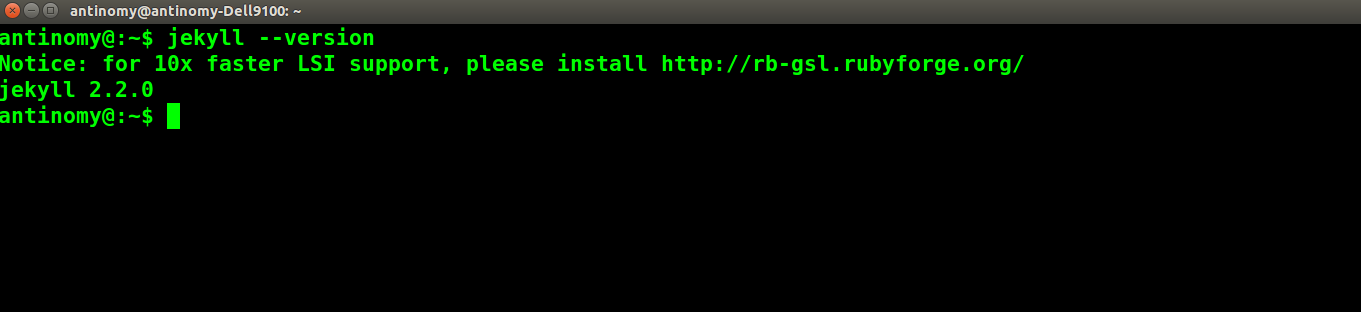 antinomy@antinomy-Dell9100: ~
antinomy@:~$ jekyll --version
Notice: for 10x faster LSI support, please install http://rb-gsl.rubyforge.org/
jekyll 2.2.0
antinomy@:~$